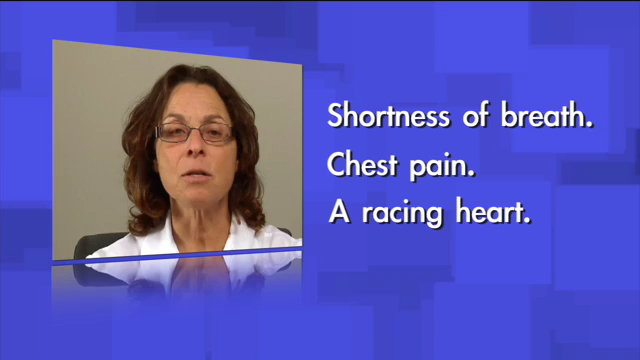 Shortness of breath.
Chest pain.
A racing heart.